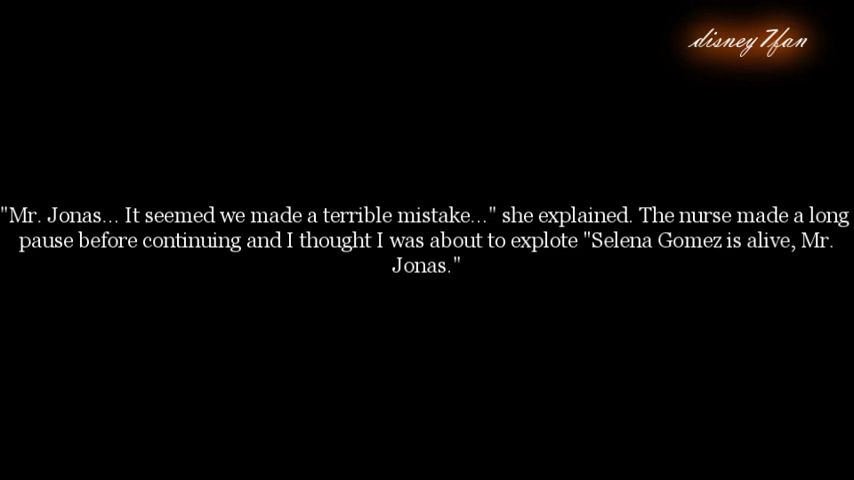 disney7fan
"Mr. Jonas... It seemed we made a terrible mistake..." she explained. The nurse made a long
pause before continuing and I thought I was about to explote "Selena Gomez is alive, Mr.
Jonas."